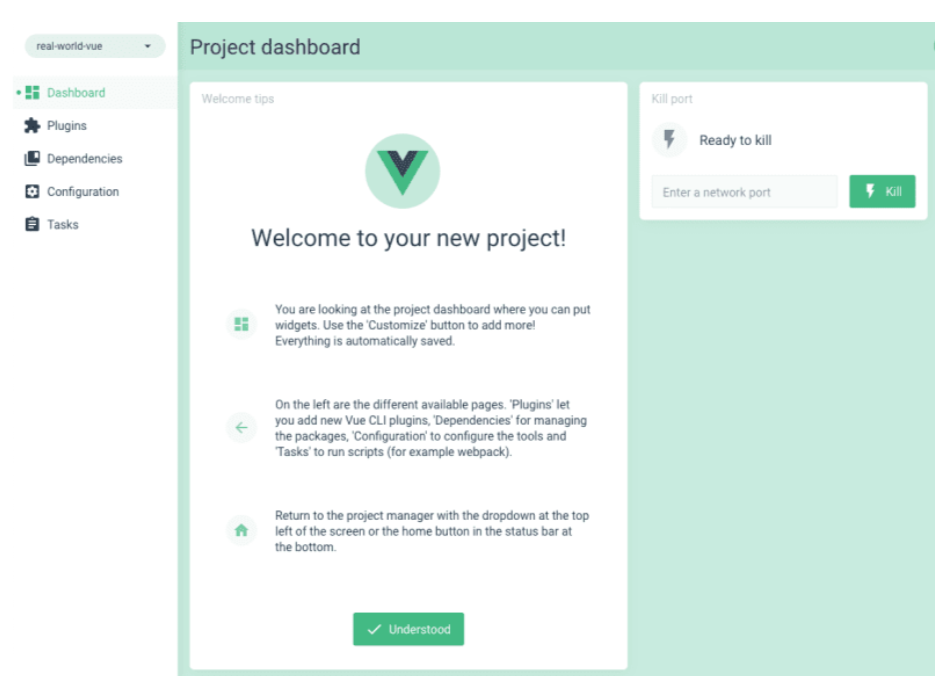 real-world-vue
Project dashboard
Dashboard
Plugins
Dependencies
Configuration
Tasks
Welcome tips
Welcome to your new project!
You are looking at the project dashboard where you can put
widgets. Use the 'Customize' button to add more!
Everything is automatically saved.
On the left are the different available pages. 'Plugins' let
you add new Vue CLI plugins, 'Dependencies' for managing
the packages, 'Configuration' to configure the tools and
'Tasks' to run scripts (for example webpack).
Return to the project manager with the dropdown at the top
left of the screen or the home button in the status bar at
the bottom.
Understood
Kill port
Ready to kill
Enter a network port
Kill